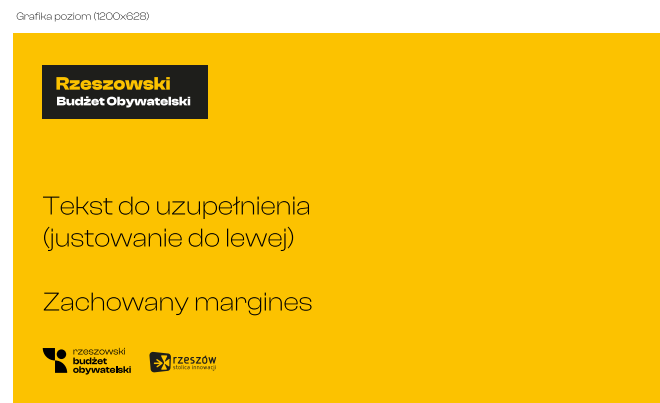 Grafika poziom (1200x628)
Rzeszowski
Budżet Obywatelski
Tekst do uzupełnienia
(justowanie do lewej)
Zachowany margines
rzeszowski
budżet
obywatelski
rzeszów
stolica innowacji